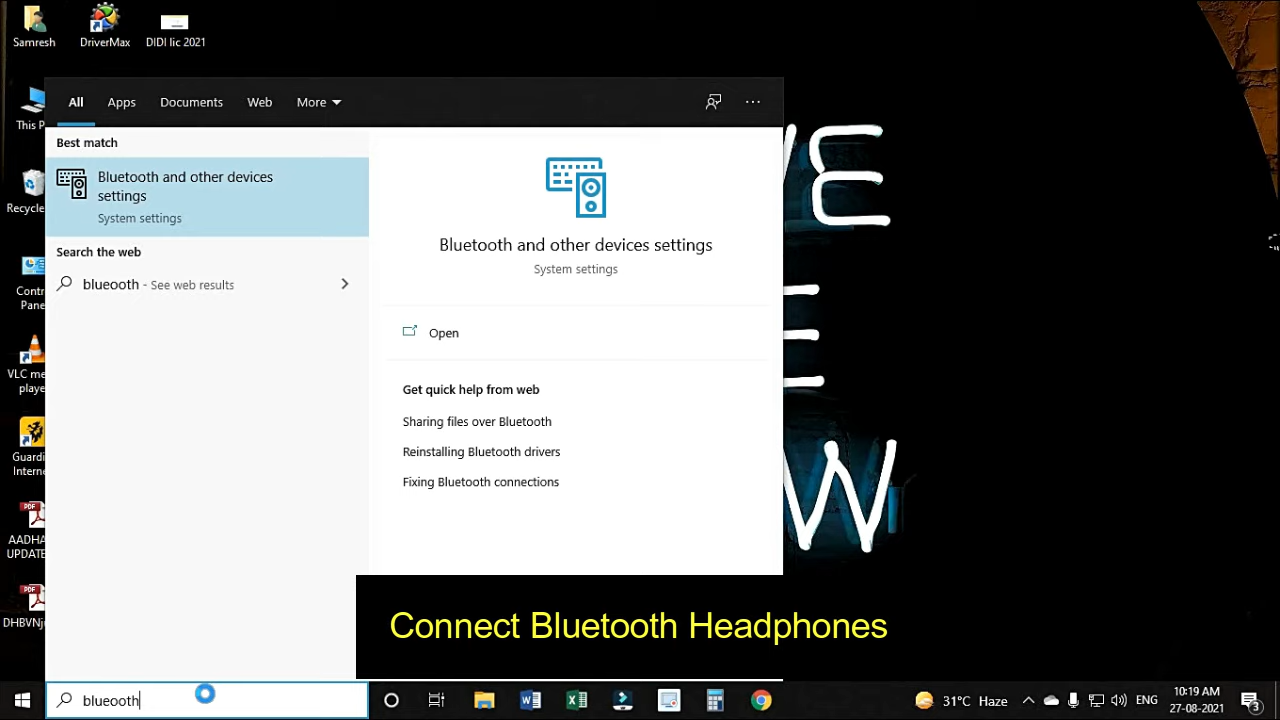 Samresh
DriverMax
DIDI lic 2021
This P
Recycle
Contr
Pane
VLC me
playe
Guardi
Interne
AADHA
UPDATE
DHBVNj
All
Apps
Documents
Web
More
Best match
Bluetooth and other devices
settings
System settings
Search the web
blueooth - See web results
Bluetooth and other devices settings
System settings
Open
Get quick help from web
Sharing files over Bluetooth
Reinstalling Bluetooth drivers
Fixing Bluetooth connections
Connect Bluetooth Headphones
blueooth
31°C Haze
ENG
10:19 AM
27-08-2021
3